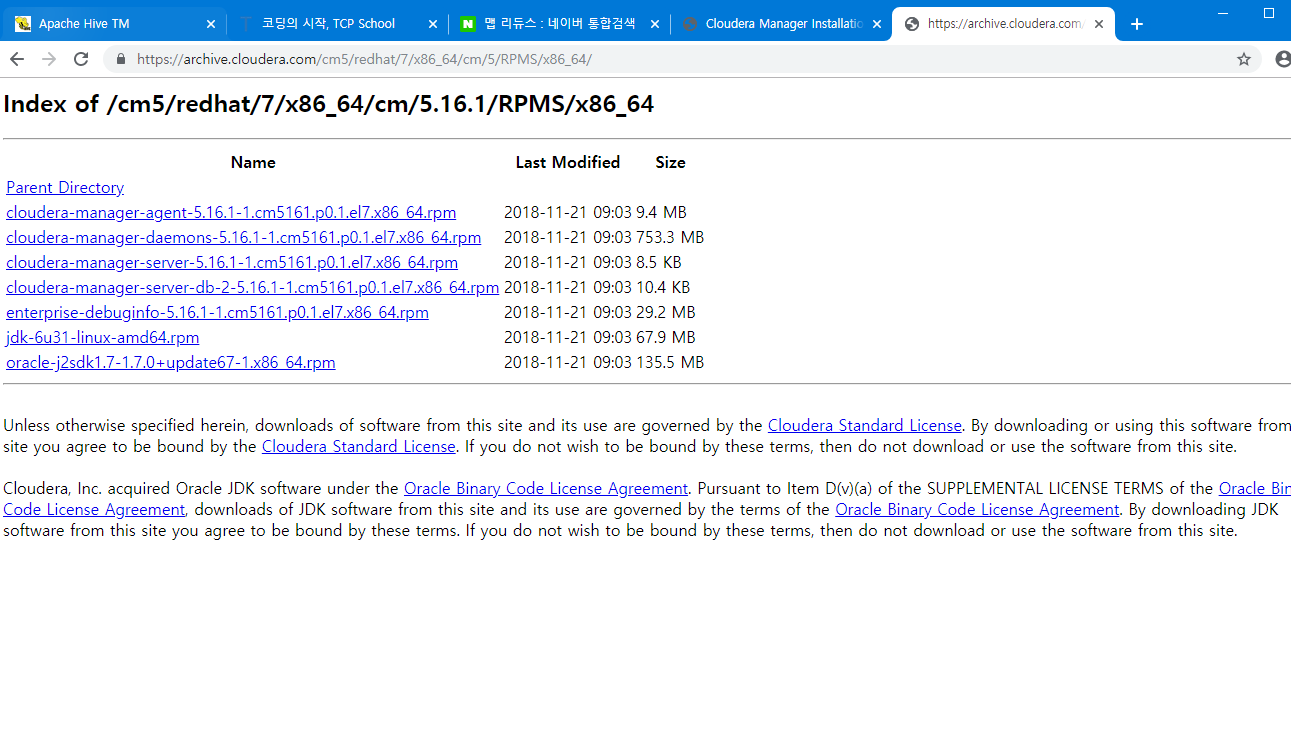 Apache Hive TM
코딩의 시작, TCP School
맵 리듀스 : 네이버 통합검색
Cloudera Manager Installatio
https://archive.cloudera.com/
https://archive.cloudera.com/cm5/redhat/7/x86_64/cm/5/RPMS/x86_64/
Index of /cm5/redhat/7/x86_64/cm/5.16.1/RPMS/x86_64
Name Last Modified Size
Parent Directory
cloudera-manager-agent-5.16.1-1.cm5161.p0.1.el7.x86_64.rpm 2018-11-21 09:03 9.4 MB
cloudera-manager-daemons-5.16.1-1.cm5161.p0.1.el7.x86_64.rpm 2018-11-21 09:03 753.3 MB
cloudera-manager-server-5.16.1-1.cm5161.p0.1.el7.x86_64.rpm 2018-11-21 09:03 8.5 KB
cloudera-manager-server-db-2-5.16.1-1.cm5161.p0.1.el7.x86_64.rpm 2018-11-21 09:03 10.4 KB
enterprise-debuginfo-5.16.1-1.cm5161.p0.1.el7.x86_64.rpm 2018-11-21 09:03 29.2 MB
jdk-6u31-linux-amd64.rpm 2018-11-21 09:03 67.9 MB
oracle-j2sdk1.7-1.7.0+update67-1.x86_64.rpm 2018-11-21 09:03 135.5 MB
Unless otherwise specified herein, downloads of software from this site and its use are governed by the Cloudera Standard License. By downloading or using this software from
site you agree to be bound by the Cloudera Standard License. If you do not wish to be bound by these terms, then do not download or use the software from this site.
Cloudera, Inc. acquired Oracle JDK software under the Oracle Binary Code License Agreement. Pursuant to Item D(v)(a) of the SUPPLEMENTAL LICENSE TERMS of the Oracle Bin
Code License Agreement, downloads of JDK software from this site and its use are governed by the terms of the Oracle Binary Code License Agreement. By downloading JDK
software from this site you agree to be bound by these terms. If you do not wish to be bound by these terms, then do not download or use the software from this site.